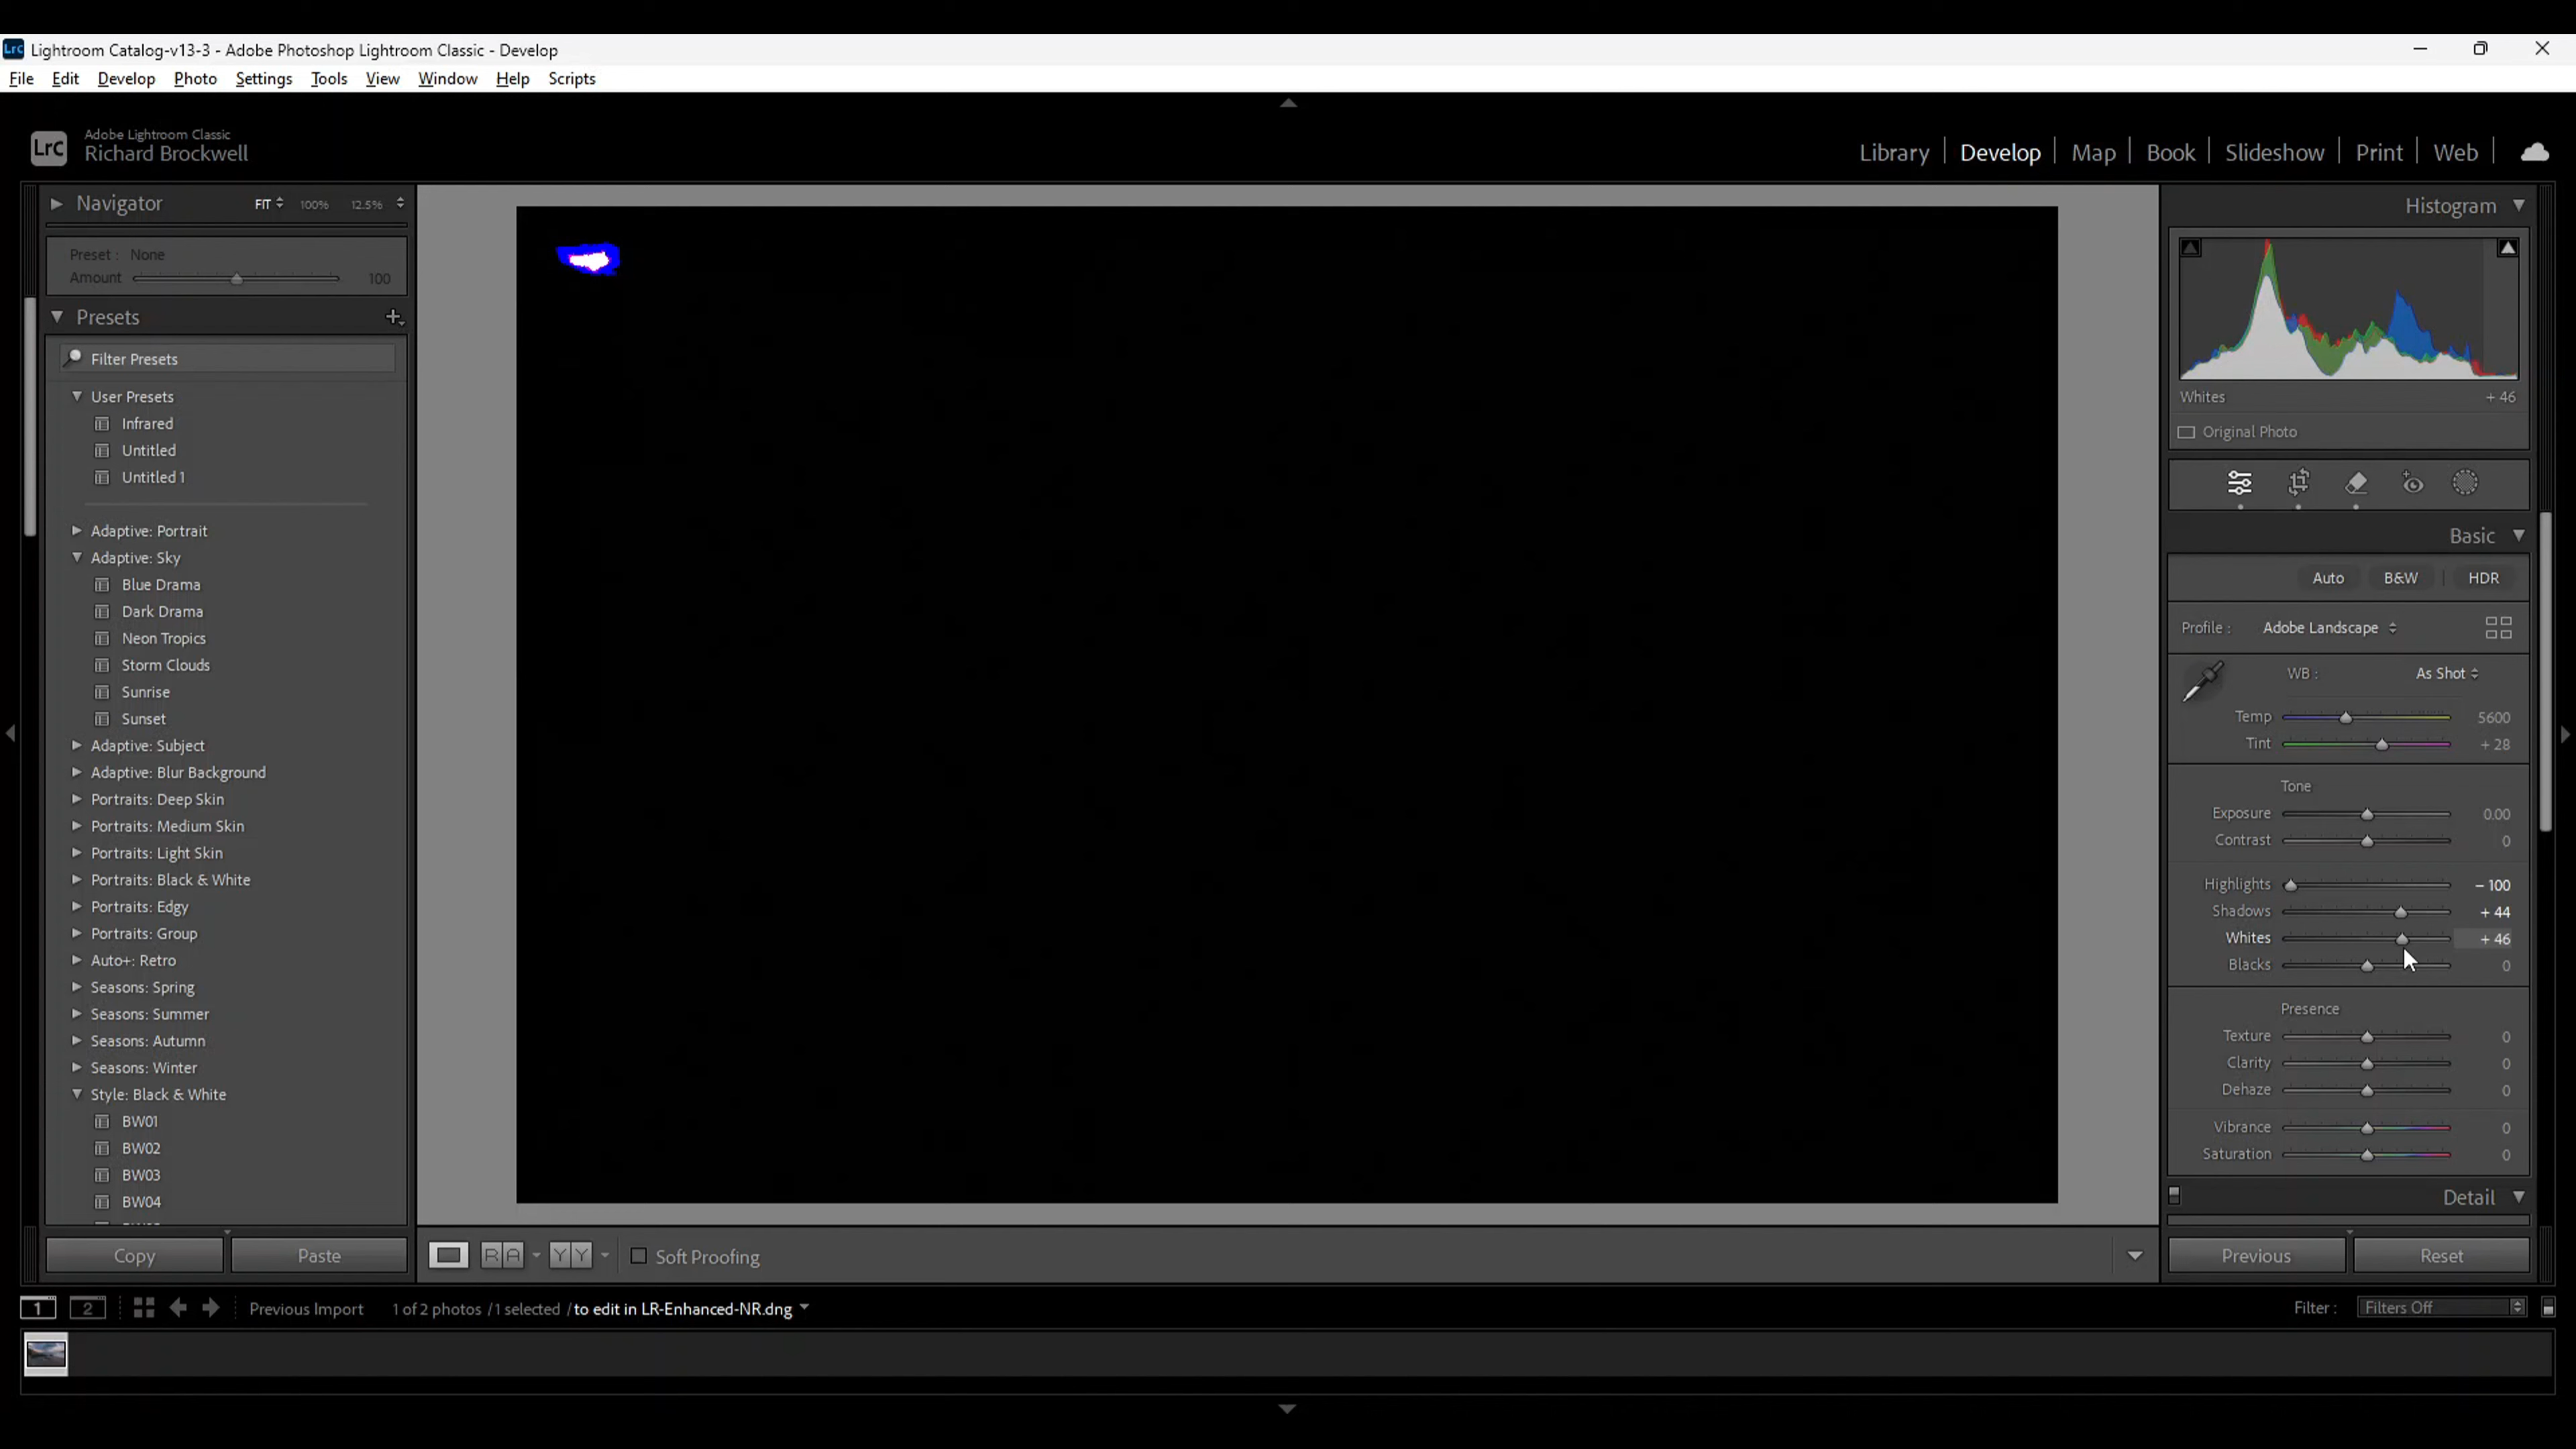 Lrc Lightroom Catalog-v13-3 - Adobe Photoshop Lightroom Classic - Develop
File Edit Develop Photo Settings Tools View Window Help Scripts
LrC
Adobe Lightroom Classic
Richard Brockwell
Library Develop Map Book Slideshow Print Web
Navigator FIT 100% 12.5%
Preset : None
Amount 100
Presets
Filter Presets
User Presets
Infrared
Untitled
Untitled 1
Adaptive: Portrait
Adaptive: Sky
Blue Drama
Dark Drama
Neon Tropics
Storm Clouds
Sunrise
Sunset
Adaptive: Subject
Adaptive: Blur Background
Portraits: Deep Skin
Portraits: Medium Skin
Portraits: Light Skin
Portraits: Black & White
Portraits: Edgy
Portraits: Group
Auto+: Retro
Seasons: Spring
Seasons: Summer
Seasons: Autumn
Seasons: Winter
Style: Black & White
BW01
BW02
BW03
BW04
Copy Paste
RA YY Soft Proofing
Histogram
Whites + 46
Original Photo
Basic
Auto B&W HDR
Profile : Adobe Landscape
WB : As Shot
Temp 5600
Tint + 28
Tone
Exposure 0.00
Contrast 0
Highlights - 100
Shadows + 44
Whites + 46
Blacks 0
Presence
Texture 0
Clarity 0
Dehaze 0
Vibrance 0
Saturation 0
Detail
Previous Reset
1 2 Previous Import 1 of 2 photos / 1 selected / to edit in LR-Enhanced-NR.dng Filter : Filters Off